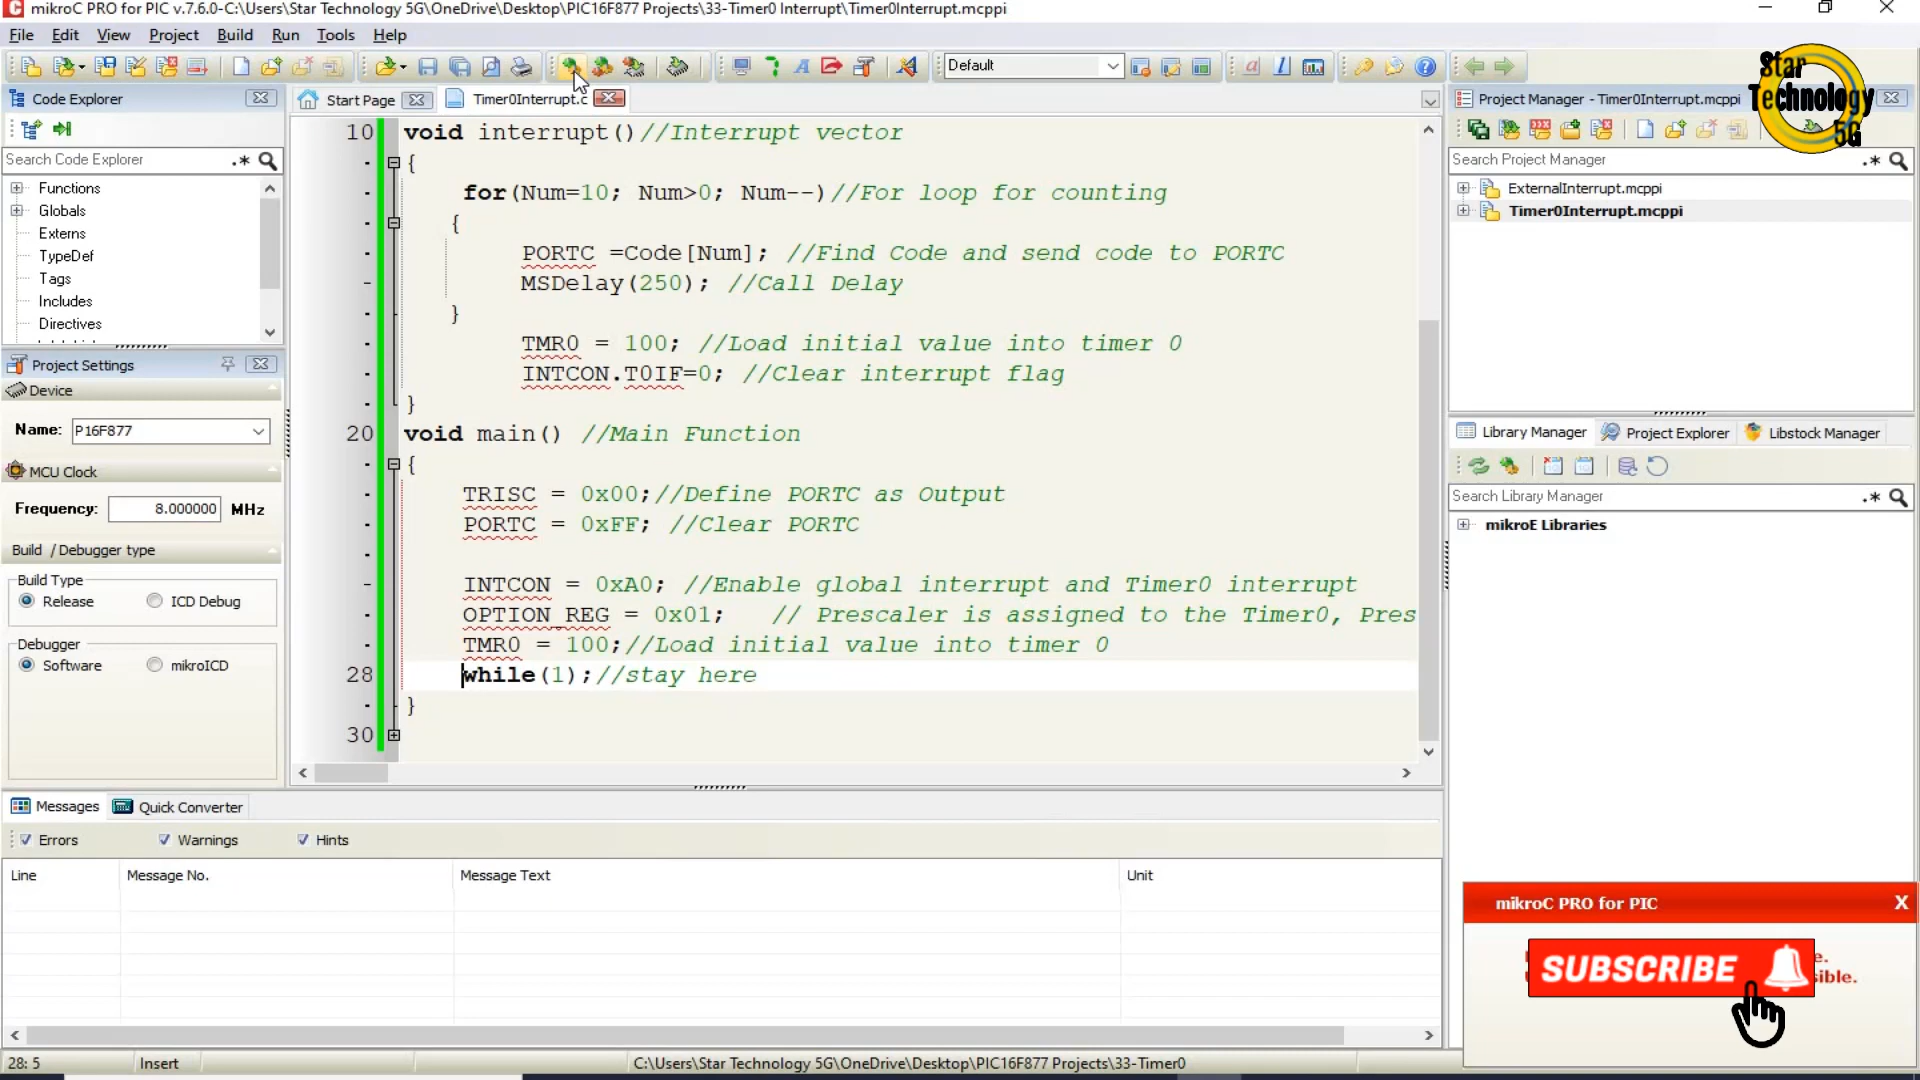 mikroC PRO for PIC v.7.6.0-C:\Users\Star Technology 5G\OneDrive\Desktop\PIC16F877 Projects\33-Timer0 Interrupt\Timer0Interrupt.mcppi
File Edit View Project Build Run Tools Help
Default
Star Technology 5G
Code Explorer
Start Page
Timer0Interrupt.c
Project Manager - Timer0Interrupt.mcppi
Search Code Explorer
Functions
Globals
Externs
TypeDef
Tags
Includes
Directives
Project Settings
Device
Name: P16F877
MCU Clock
Frequency: 8.000000 MHz
Build / Debugger type
Build Type
Release ICD Debug
Debugger
Software mikroICD
10 void interrupt()//Interrupt vector
{
for(Num=10; Num>0; Num--)//For loop for counting
{
PORTC =Code[Num]; //Find Code and send code to PORTC
MSDelay(250); //Call Delay
}
TMR0 = 100; //Load initial value into timer 0
INTCON.T0IF=0; //Clear interrupt flag
}
20 void main() //Main Function
{
TRISC = 0x00;//Define PORTC as Output
PORTC = 0xFF; //Clear PORTC
INTCON = 0xA0; //Enable global interrupt and Timer0 interrupt
OPTION_REG = 0x01; // Prescaler is assigned to the Timer0, Pres
TMR0 = 100;//Load initial value into timer 0
28 while(1);//stay here
}
30
Search Project Manager
ExternalInterrupt.mcppi
Timer0Interrupt.mcppi
Library Manager Project Explorer Libstock Manager
Search Library Manager
mikroE Libraries
Messages Quick Converter
Errors Warnings Hints
Line Message No. Message Text Unit
mikroC PRO for PIC X
SUBSCRIBE
28: 5 Insert C:\Users\Star Technology 5G\OneDrive\Desktop\PIC16F877 Projects\33-Timer0